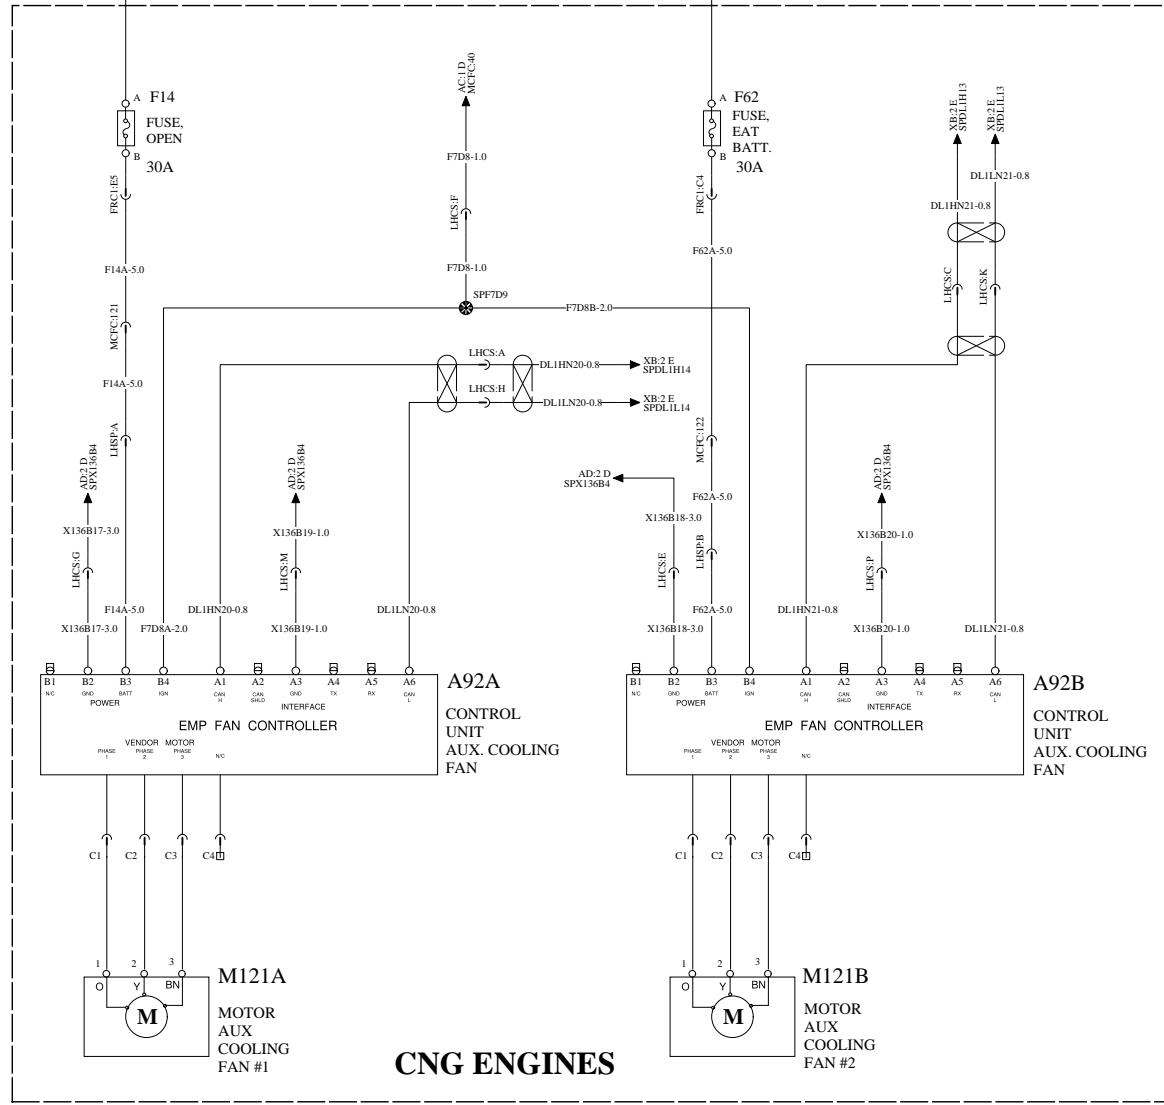 A F14
FUSE,
OPEN
B
30A
FRC1:E5
F14A-5.0
MCFC:121
F14A-5.0
LHSP:A
F14A-5.0
AC:1 D
MCFC:40
F7D8-1.0
LHCS:F
F7D8-1.0
SPF7D9
F7D8B-2.0
A F62
FUSE,
EAT
BATT.
B
30A
FRC1:C4
F62A-5.0
MCFC:122
F62A-5.0
LHSP:B
F62A-5.0
XB:2 E
SPDL1H13
XB:2 E
SPDL1L13
DL1LN21-0.8
DL1HN21-0.8
LHCS:C
LHCS:K
LHCS:A
DL1HN20-0.8
XB:2 E
SPDL1H14
LHCS:H
DL1LN20-0.8
XB:2 E
SPDL1L14
AD:2 D
SPX136B4
X136B17-3.0
LHCS:G
X136B17-3.0
F7D8A-2.0
DL1HN20-0.8
AD:2 D
SPX136B4
X136B19-1.0
LHCS:M
X136B19-1.0
DL1LN20-0.8
AD:2 D
SPX136B4
X136B18-3.0
LHCS:E
X136B18-3.0
DL1HN21-0.8
AD:2 D
SPX136B4
X136B20-1.0
LHCS:P
X136B20-1.0
DL1LN21-0.8
B1 B2 B3 B4 A1 A2 A3 A4 A5 A6
N/C GND BATT IGN CAN H CAN SHLD GND TX RX CAN L
POWER INTERFACE
EMP FAN CONTROLLER
VENDOR MOTOR
PHASE 1 PHASE 2 PHASE 3 N/C
A92A
CONTROL
UNIT
AUX. COOLING
FAN
B1 B2 B3 B4 A1 A2 A3 A4 A5 A6
N/C GND BATT IGN CAN H CAN SHLD GND TX RX CAN L
POWER INTERFACE
EMP FAN CONTROLLER
VENDOR MOTOR
PHASE 1 PHASE 2 PHASE 3 N/C
A92B
CONTROL
UNIT
AUX. COOLING
FAN
C1 C2 C3 C4
C1 C2 C3 C4
1 2 3
O Y BN
M
M121A
MOTOR
AUX
COOLING
FAN #1
1 2 3
O Y BN
M
M121B
MOTOR
AUX
COOLING
FAN #2
CNG ENGINES